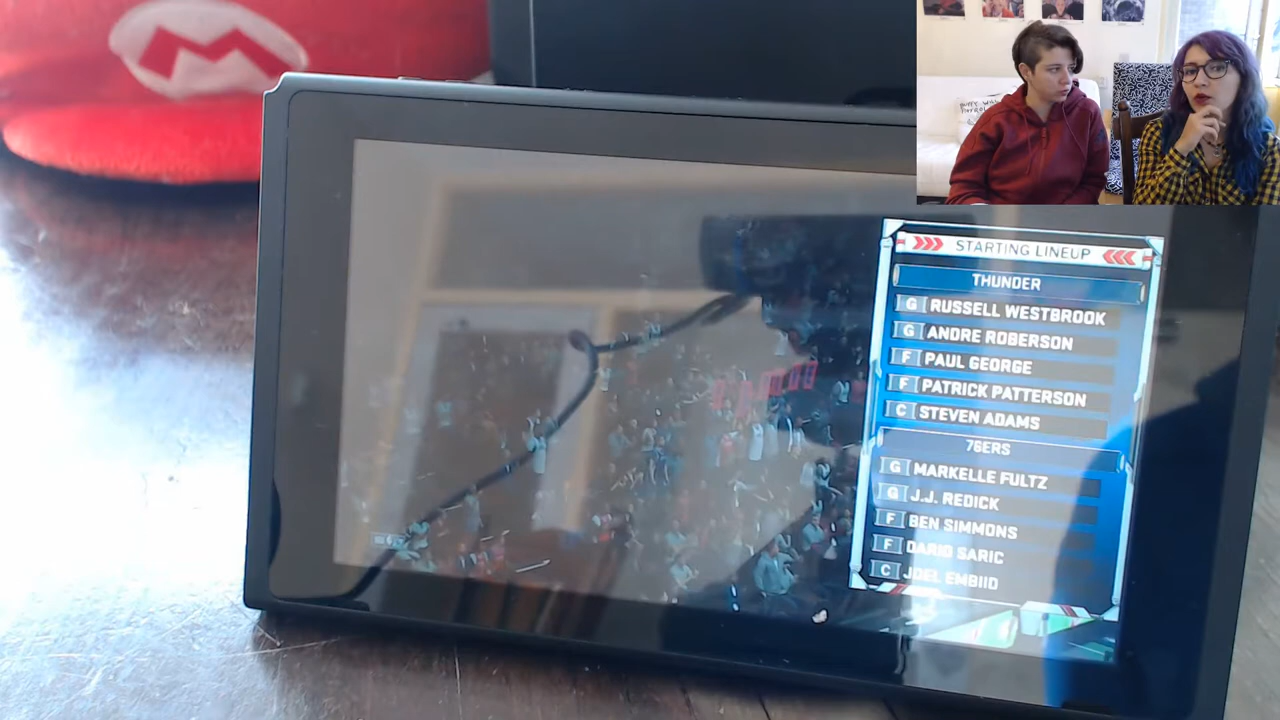 STARTING LINEUP
THUNDER
G RUSSELL WESTBROOK
G ANDRE ROBERSON
F PAUL GEORGE
F PATRICK PATTERSON
C STEVEN ADAMS
76ERS
G MARKELLE FULTZ
G J.J. REDICK
F BEN SIMMONS
F DARIO SARIC
C JOEL EMBIID